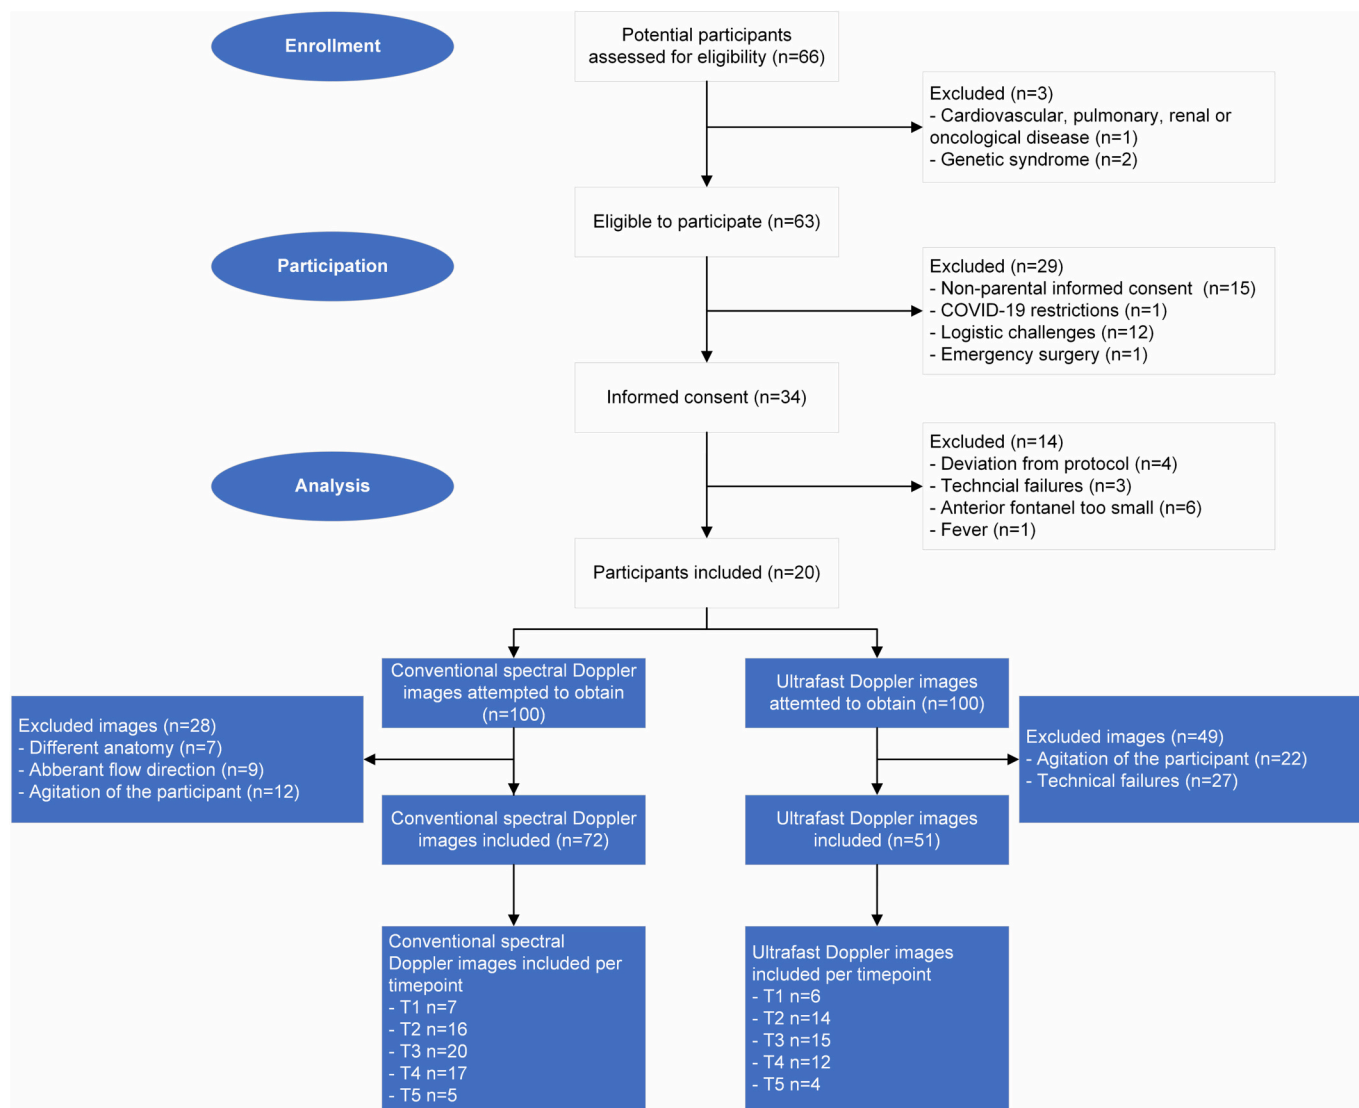 Enrollment
Potential participants
assessed for eligibility (n=66)
Excluded (n=3)
- Cardiovascular, pulmonary, renal or
oncological disease (n=1)
- Genetic syndrome (n=2)
Eligible to participate (n=63)
Participation
Excluded (n=29)
- Non-parental informed consent  (n=15)
- COVID-19 restrictions (n=1)
- Logistic challenges (n=12)
- Emergency surgery (n=1)
Informed consent (n=34)
Analysis
Excluded (n=14)
- Deviation from protocol (n=4)
- Techncial failures (n=3)
- Anterior fontanel too small (n=6)
- Fever (n=1)
Participants included (n=20)
Conventional spectral Doppler
images attempted to obtain
(n=100)
Ultrafast Doppler images
attemted to obtain (n=100)
Excluded images (n=28)
- Different anatomy (n=7)
- Abberant flow direction (n=9)
- Agitation of the participant (n=12)
Excluded images (n=49)
- Agitation of the participant (n=22)
- Technical failures (n=27)
Conventional spectral Doppler
images included (n=72)
Ultrafast Doppler images
included (n=51)
Conventional spectral
Doppler images included per
timepoint
- T1 n=7
- T2 n=16
- T3 n=20
- T4 n=17
- T5 n=5
Ultrafast Doppler images
included per timepoint
- T1 n=6
- T2 n=14
- T3 n=15
- T4 n=12
- T5 n=4